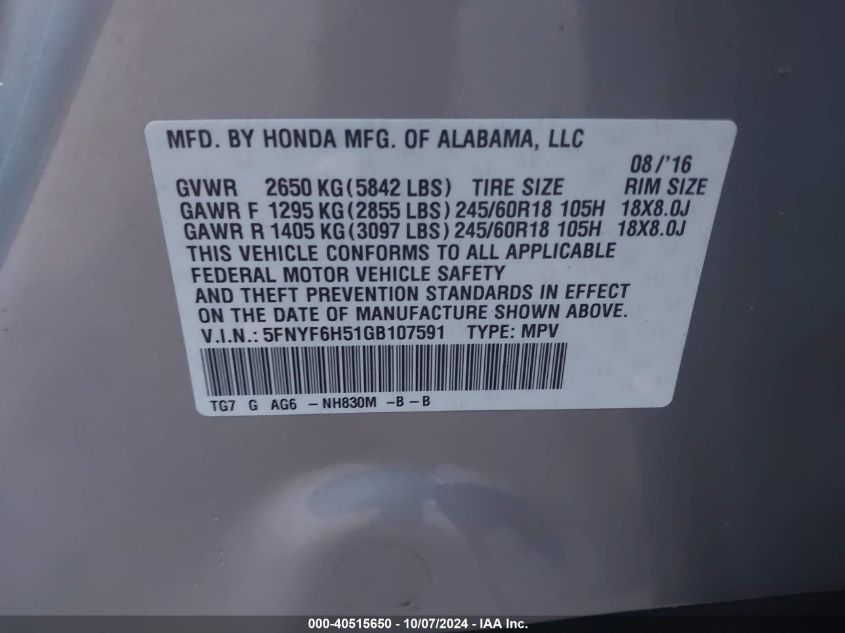 MFD. BY HONDA MFG. OF ALABAMA, LLC
08/'16
GVWR 2650 KG(5842 LBS) TIRE SIZE RIM SIZE
GAWR F 1295 KG(2855 LBS) 245/60R18 105H 18X8.0J
GAWR R 1405 KG(3097 LBS) 245/60R18 105H 18X8.0J
THIS VEHICLE CONFORMS TO ALL APPLICABLE
FEDERAL MOTOR VEHICLE SAFETY
AND THEFT PREVENTION STANDARDS IN EFFECT
ON THE DATE OF MANUFACTURE SHOWN ABOVE.
V.I.N.: 5FNYF6H51GB107591 TYPE: MPV
TG7 G AG6 -NH830M -B-B
000-40515650 - 10/07/2024 - IAA Inc.